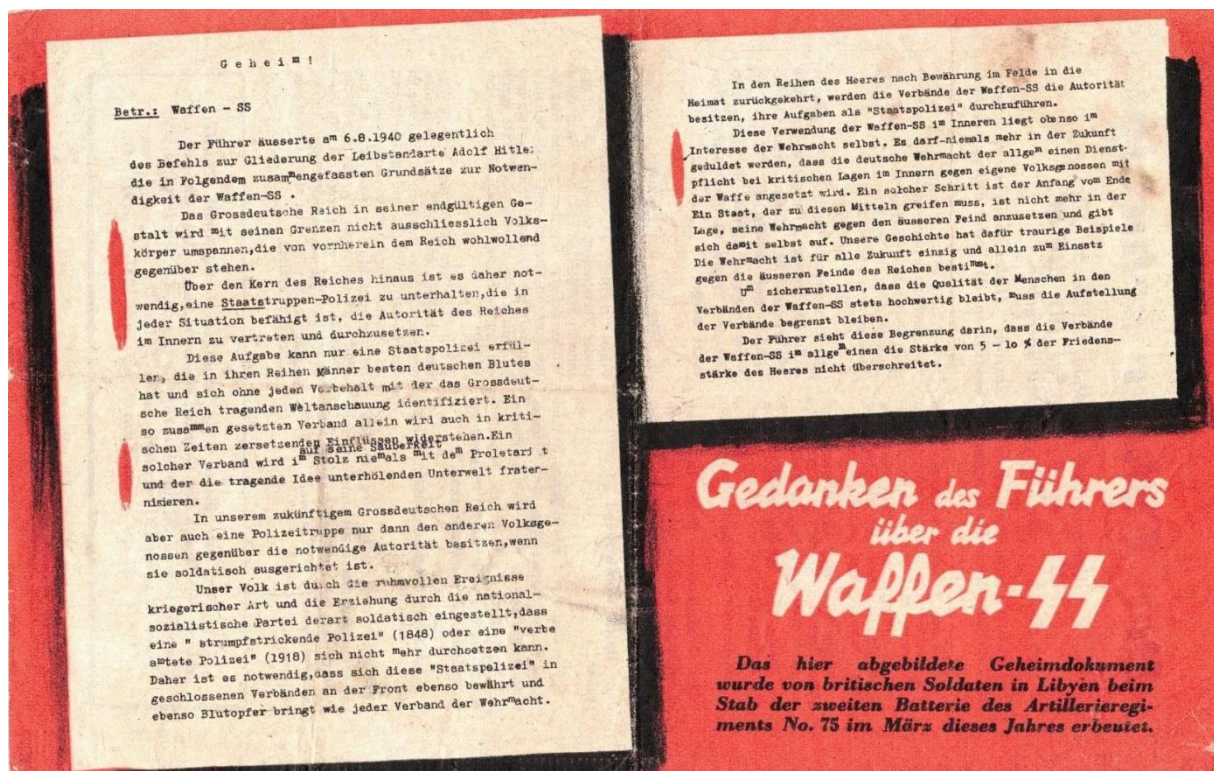 Geheim!
Betr.: Waffen - SS
Der Führer äusserte am 6.8.1940 gelegentlich
des Befehls zur Gliederung der Leibstandarte Adolf Hitler
die in Folgendem zusammengefassten Grundsätze zur Notwen-
digkeit der Waffen-SS .
Das Grossdeutsche Reich in seiner endgültigen Ge-
stalt wird mit seinen Grenzen nicht ausschliesslich Volks-
körper umspannen,die von vornherein dem Reich wohlwollend
gegenüber stehen.
Über den Kern des Reiches hinaus ist es daher not-
wendig,eine Staatstruppen-Polizei zu unterhalten,die in
jeder Situation befähigt ist, die Autorität des Reiches
im Innern zu vertreten und durchzusetzen.
Diese Aufgabe kann nur eine Staatspolizei erfül-
len, die in ihren Reihen Männer besten deutschen Blutes
hat und sich ohne jeden Vorbehalt mit der das Grossdeut-
sche Reich tragenden Weltanschauung identifiziert. Ein
so zusammen gesetzten Verband allein wird auch in kriti-
schen Zeiten zersetzenden Einflüssen widerstehen.Ein
auf seine Sauberkeit
solcher Verband wird im Stolz niemals mit dem Proletari t
und der die tragende Idee unterhölenden Unterwelt frater-
nisieren.
In unserem zukünftigem Grossdeutschen Reich wird
aber auch eine Polizeitruppe nur dann den anderen Volksge-
nossen gegenüber die notwendige Autorität besitzen,wenn
sie soldatisch ausgerichtet ist.
Unser Volk ist durch die ruhmvollen Ereignisse
kriegerischer Art und die Erziehung durch die national-
sozialistische Partei derart soldatisch eingestellt,dass
eine " strumpfstrickende Polizei" (1848) oder eine "verbe
amtete Polizei" (1918) sich nicht mehr durchsetzen kann.
Daher ist es notwendig,dass sich diese "Staatspolizei" in
geschlossenen Verbänden an der Front ebenso bewährt und
ebenso Blutopfer bringt wie jeder Verband der Wehrmacht.
In den Reihen des Heeres nach Bewährung im Felde in die
Heimat zurückgekehrt, werden die Verbände der Waffen-SS die Autorität
besitzen, ihre Aufgaben als "Staatspolizei" durchzuführen.
Diese Verwendung der Waffen-SS im Inneren liegt ebenso im
Interesse der Wehrmacht selbst. Es darf niemals mehr in der Zukunft
geduldet werden, dass die deutsche Wehrmacht der allgem einen Dienst-
pflicht bei kritischen Lagen im Innern gegen eigene Volksgenossen mit
der Waffe angesetzt wird. Ein solcher Schritt ist der Anfang vom Ende
Ein Staat, der zu diesen Mitteln greifen muss, ist nicht mehr in der
Lage, seine Wehrmacht gegen den äusseren Feind anzusetzen und gibt
sich damit selbst auf. Unsere Geschichte hat dafür traurige Beispiele
Die Wehrmacht ist für alle Zukunft einzig und allein zum Einsatz
gegen die äusseren Feinde des Reiches bestimmt.
Um sicherzustellen, dass die Qualität der Menschen in den
Verbänden der Waffen-SS stets hochwertig bleibt, muss die Aufstellung
der Verbände begrenzt bleiben.
Der Führer sieht diese Begrenzung darin, dass die Verbände
der Waffen-SS im allgemeinen die Stärke von 5 - lo % der Friedens-
stärke des Heeres nicht überschreitet.
Gedanken des Führers
über die
Waffen-SS
Das hier abgebildete Geheimdokument
wurde von britischen Soldaten in Libyen beim
Stab der zweiten Batterie des Artillerieregi-
ments No. 75 im März dieses Jahres erbeutet.